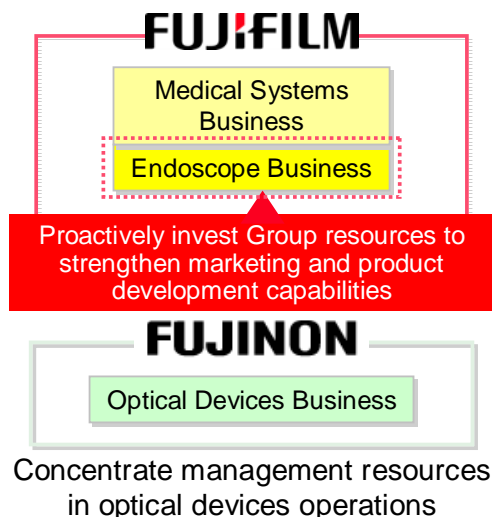 FUJIFILM
Medical Systems
Business
Endoscope Business
Proactively invest Group resources to
strengthen marketing and product
development capabilities
FUJINON
Optical Devices Business
Concentrate management resources
in optical devices operations